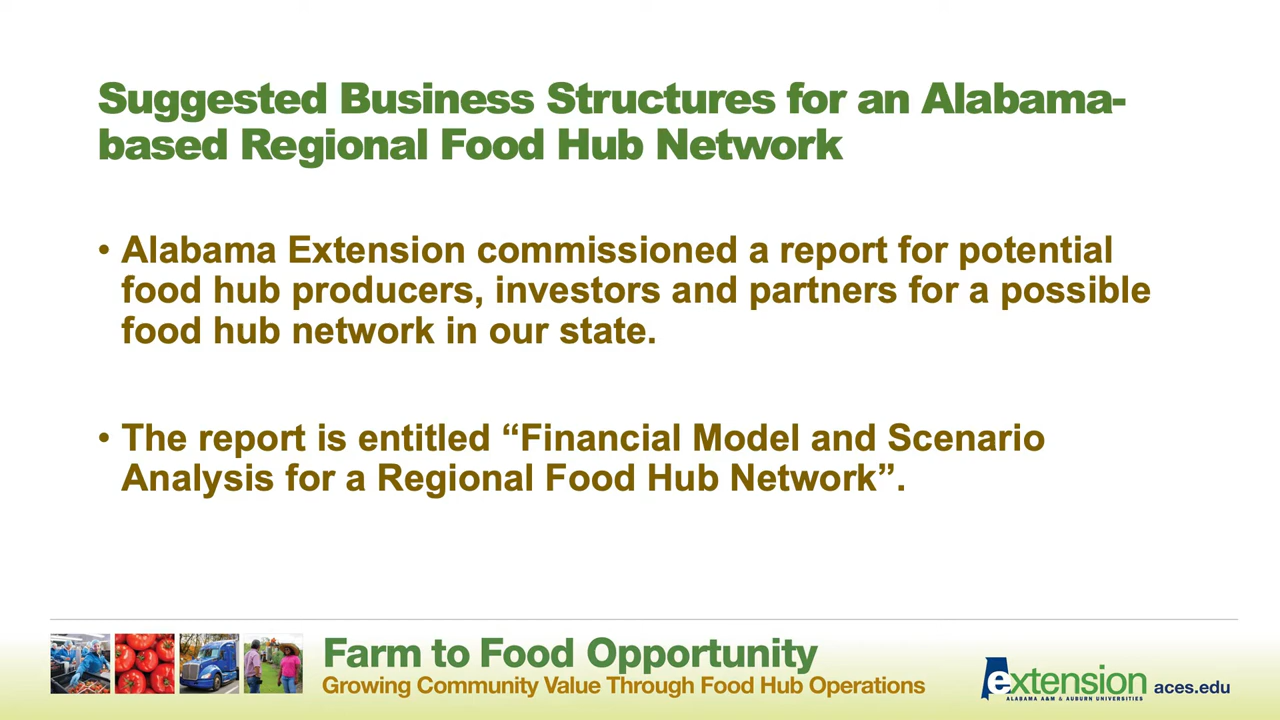 Suggested Business Structures for an Alabama-
based Regional Food Hub Network
• Alabama Extension commissioned a report for potential
food hub producers, investors and partners for a possible
food hub network in our state.
• The report is entitled “Financial Model and Scenario
Analysis for a Regional Food Hub Network”.
Farm to Food Opportunity
Growing Community Value Through Food Hub Operations
extension
ALABAMA A&M & AUBURN UNIVERSITIES
aces.edu